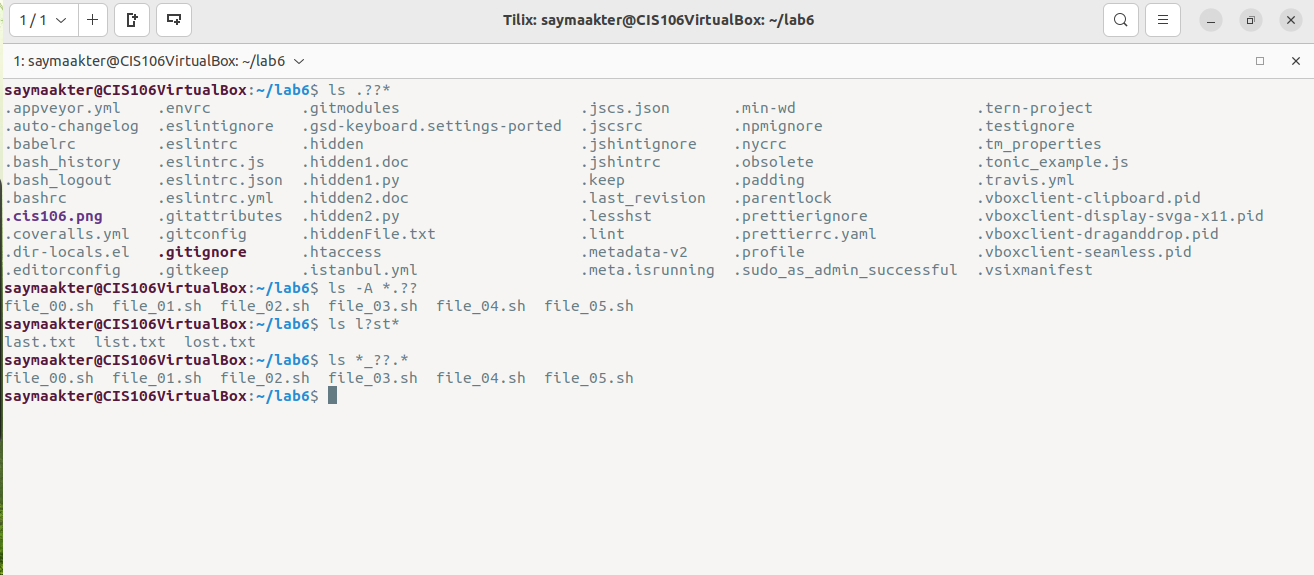 1 / 1
Tilix: saymaakter@CIS106VirtualBox: ~/lab6
1: saymaakter@CIS106VirtualBox: ~/lab6
saymaakter@CIS106VirtualBox:~/lab6$ ls .??*
.appveyor.yml .envrc .gitmodules .jscs.json .min-wd .tern-project
.auto-changelog .eslintignore .gsd-keyboard.settings-ported .jscsrc .npmignore .testignore
.babelrc .eslintrc .hidden .jshintignore .nycrc .tm_properties
.bash_history .eslintrc.js .hidden1.doc .jshintrc .obsolete .tonic_example.js
.bash_logout .eslintrc.json .hidden1.py .keep .padding .travis.yml
.bashrc .eslintrc.yml .hidden2.doc .last_revision .parentlock .vboxclient-clipboard.pid
.cis106.png .gitattributes .hidden2.py .lesshst .prettierignore .vboxclient-display-svga-x11.pid
.coveralls.yml .gitconfig .hiddenFile.txt .lint .prettierrc.yaml .vboxclient-draganddrop.pid
.dir-locals.el .gitignore .htaccess .metadata-v2 .profile .vboxclient-seamless.pid
.editorconfig .gitkeep .istanbul.yml .meta.isrunning .sudo_as_admin_successful .vsixmanifest
saymaakter@CIS106VirtualBox:~/lab6$ ls -A *.??
file_00.sh file_01.sh file_02.sh file_03.sh file_04.sh file_05.sh
saymaakter@CIS106VirtualBox:~/lab6$ ls l?st*
last.txt list.txt lost.txt
saymaakter@CIS106VirtualBox:~/lab6$ ls *_??.*
file_00.sh file_01.sh file_02.sh file_03.sh file_04.sh file_05.sh
saymaakter@CIS106VirtualBox:~/lab6$